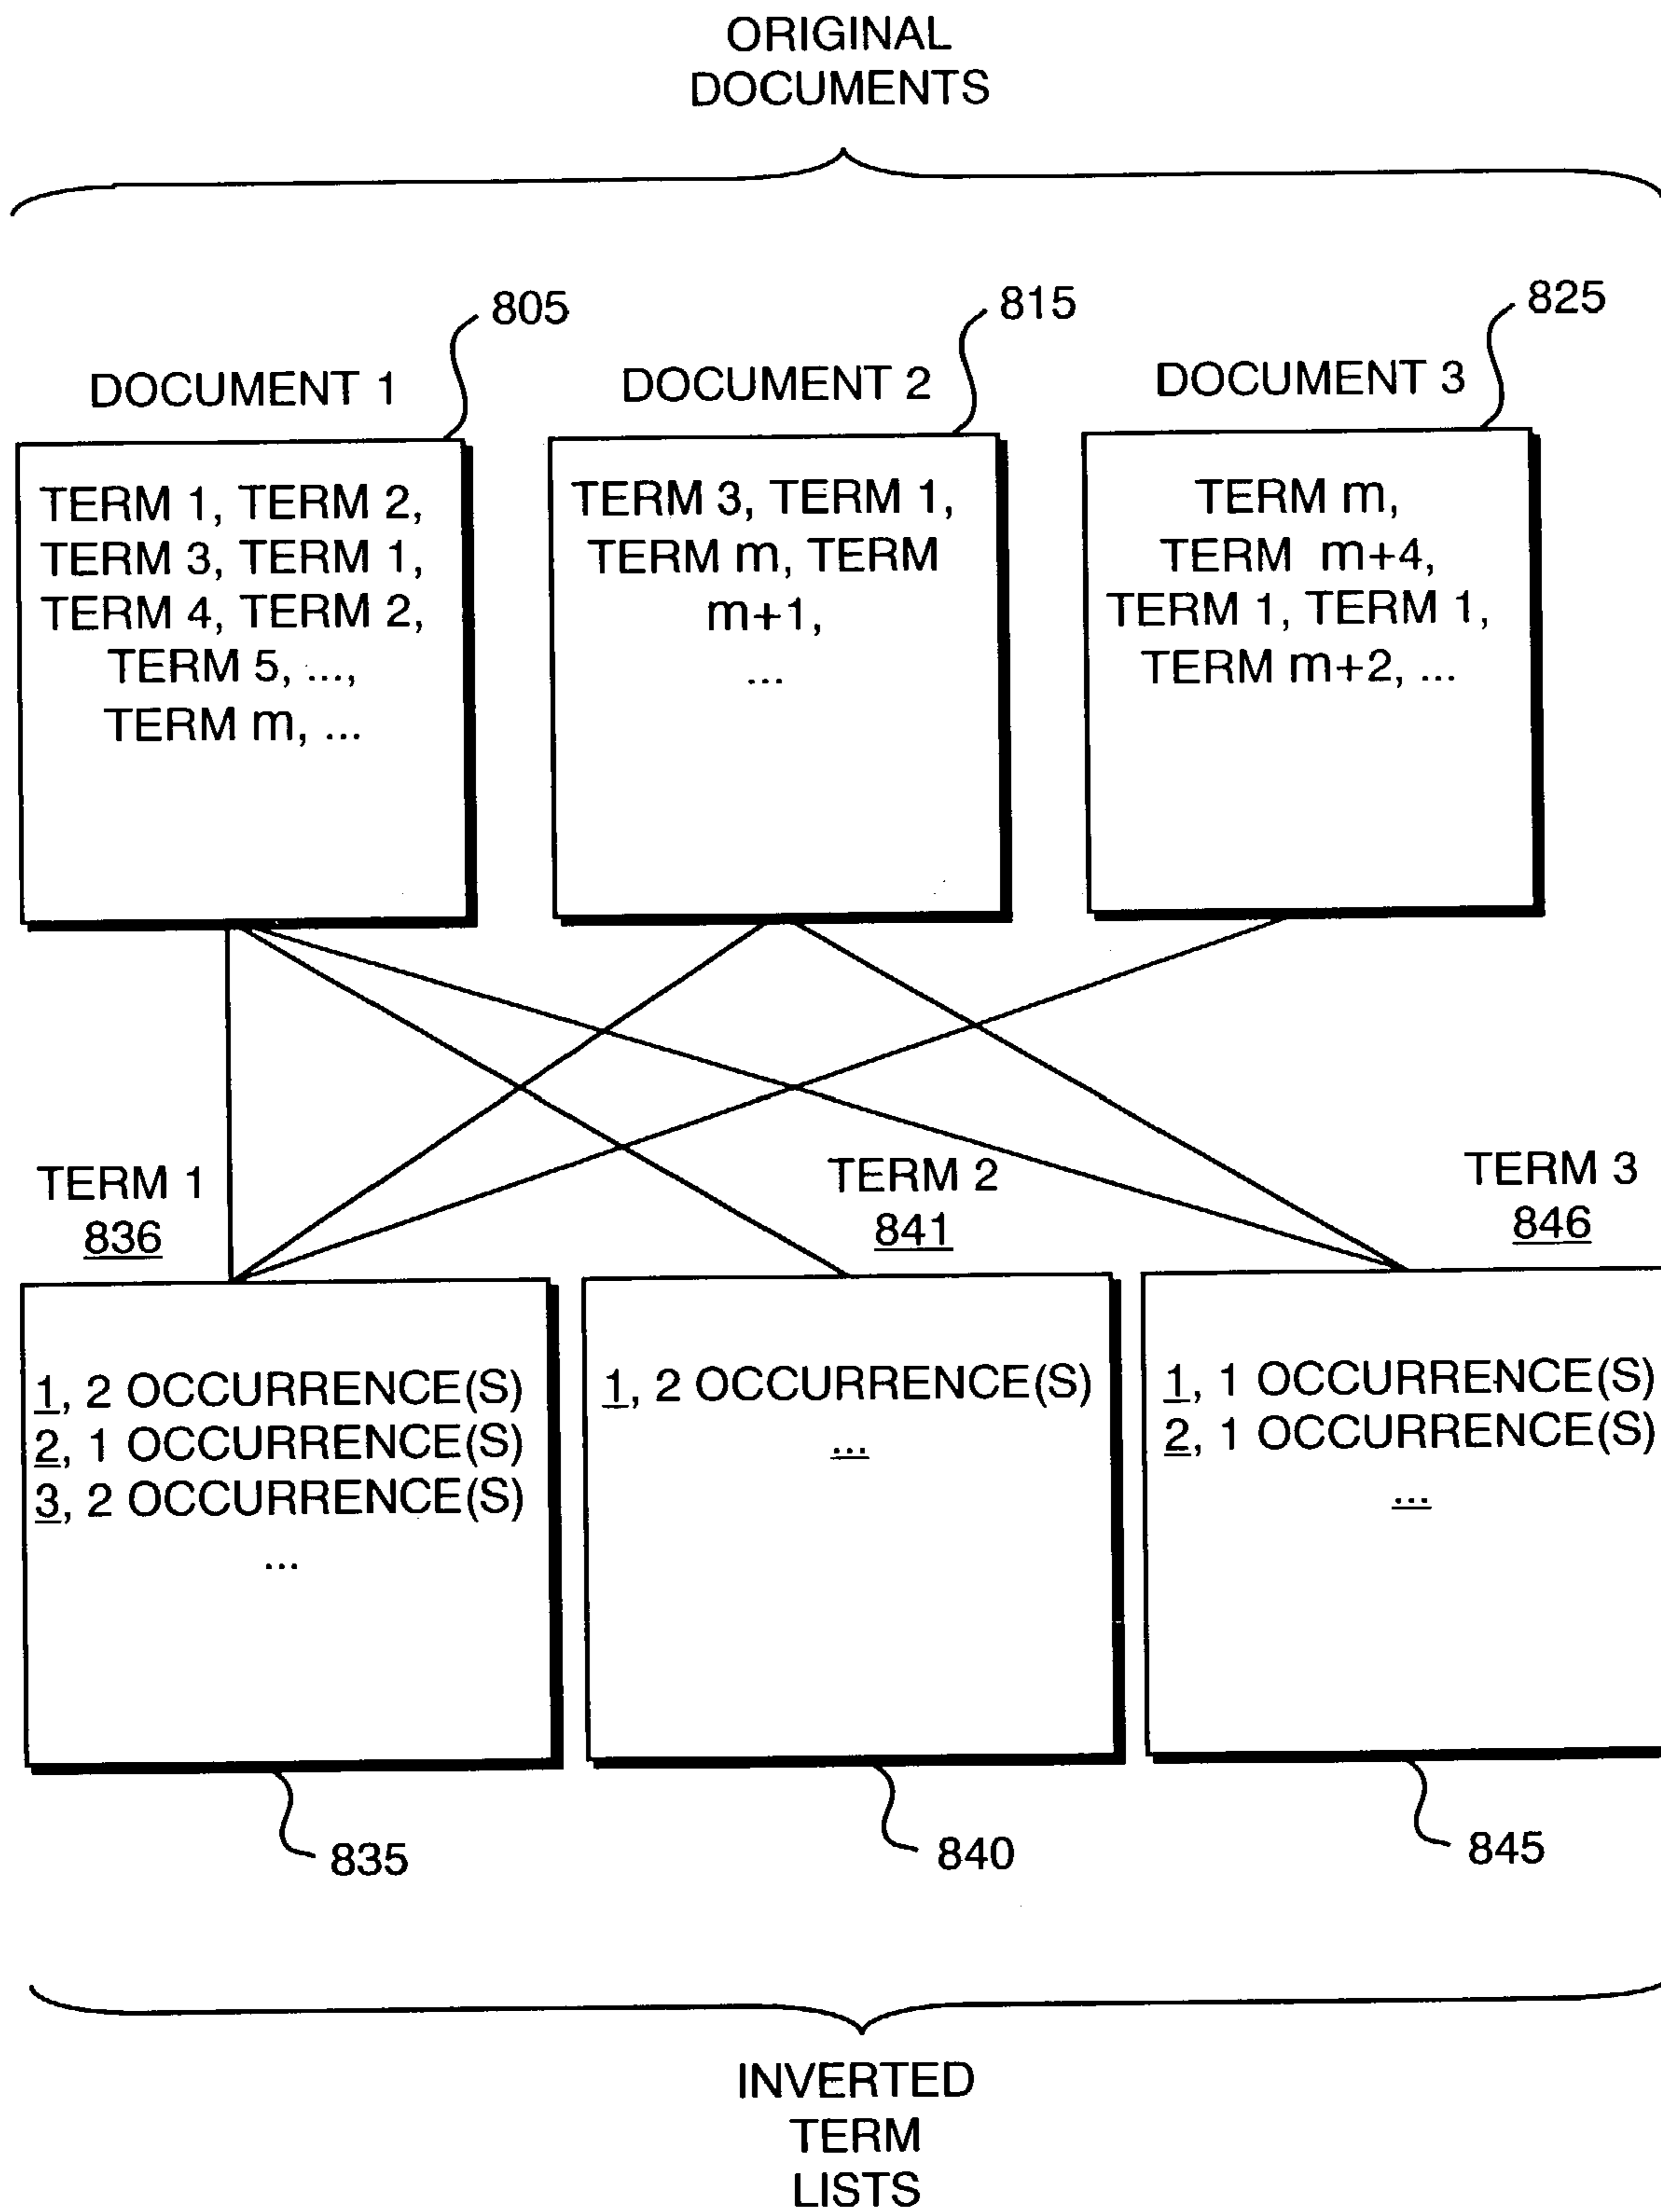 ORIGINAL
DOCUMENTS
805
815
825
DOCUMENT 1
DOCUMENT 2
DOCUMENT 3
TERM 1, TERM 2,
TERM 3, TERM 1,
TERM 4, TERM 2,
TERM 5, ...,
TERM m, ...
TERM 3, TERM 1,
TERM m, TERM
m+1,
...
TERM m,
TERM m+4,
TERM 1, TERM 1,
TERM m+2, ...
TERM 1
836
TERM 2
841
TERM 3
846
1, 2 OCCURRENCE(S)
2, 1 OCCURRENCE(S)
3, 2 OCCURRENCE(S)
...
1, 2 OCCURRENCE(S)
...
1, 1 OCCURRENCE(S)
2, 1 OCCURRENCE(S)
...
835
840
845
INVERTED
TERM
LISTS